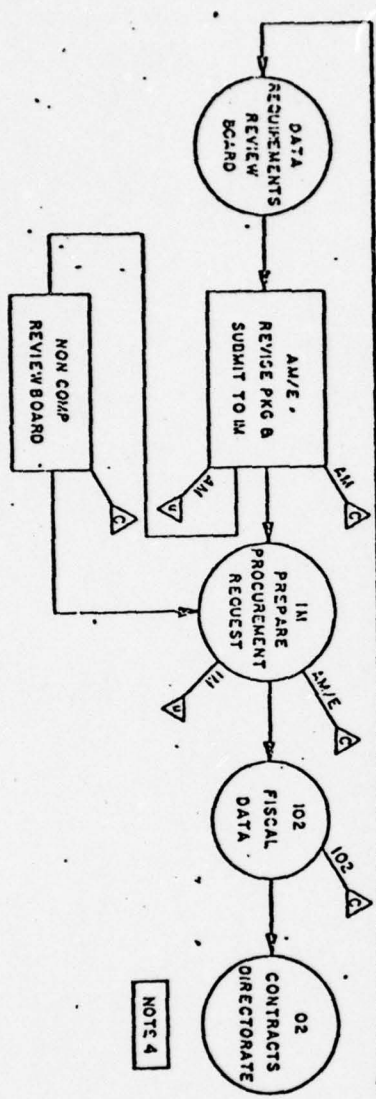 DATA
REQUIREMENTS
REVIEW
BOARD
AM/E
REVISE PKG &
SUBMIT TO IM
AM
C
AM
U
NON COMP
REVIEW BOARD
C
IM
PREPARE
PROCUREMENT
REQUEST
AM/E
C
IM
U
102
FISCAL
DATA
102
C
02
CONTRACTS
DIRECTORATE
NOTE 4